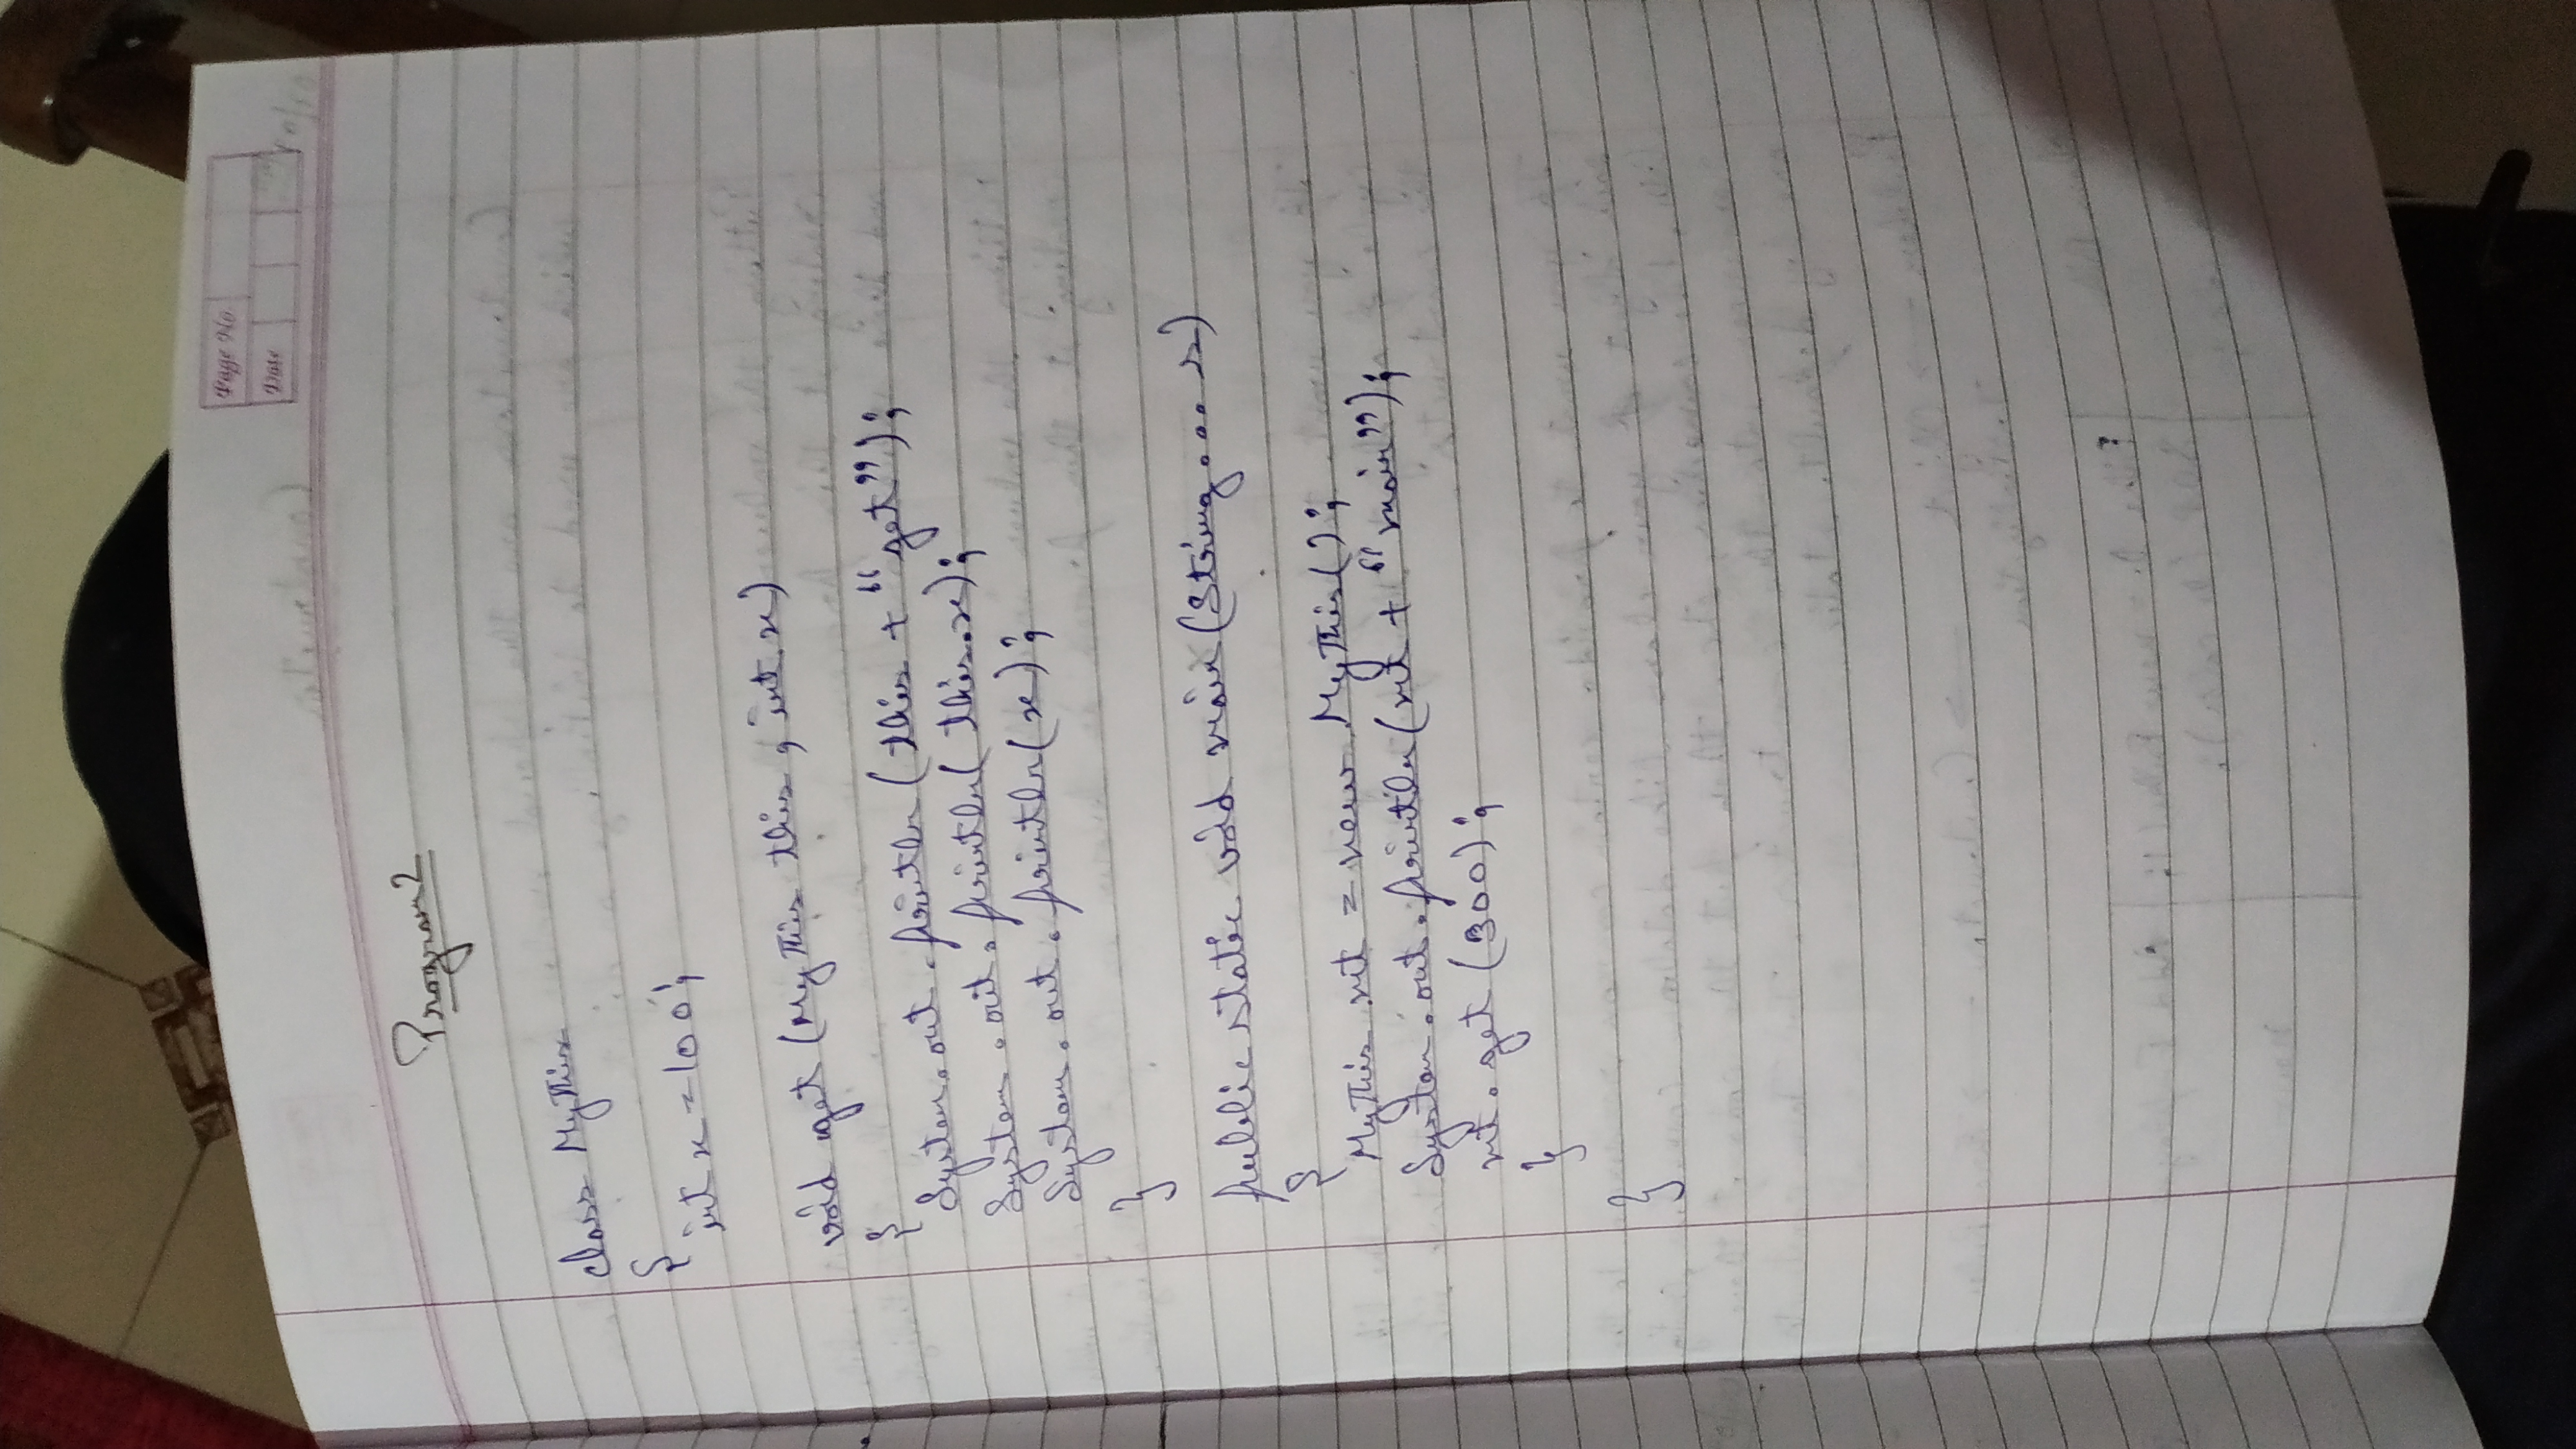 Page No
Date
Program 2
class MyThis
{
int x = 100;
void get (MyThis this, int x)
{
System.out.println(this + "get");
System.out.println(this.x);
System.out.println(x);
}
public static void main(String... s)
{
MyThis mt = new MyThis();
System.out.println(mt + "main");
mt.get(300);
}
}